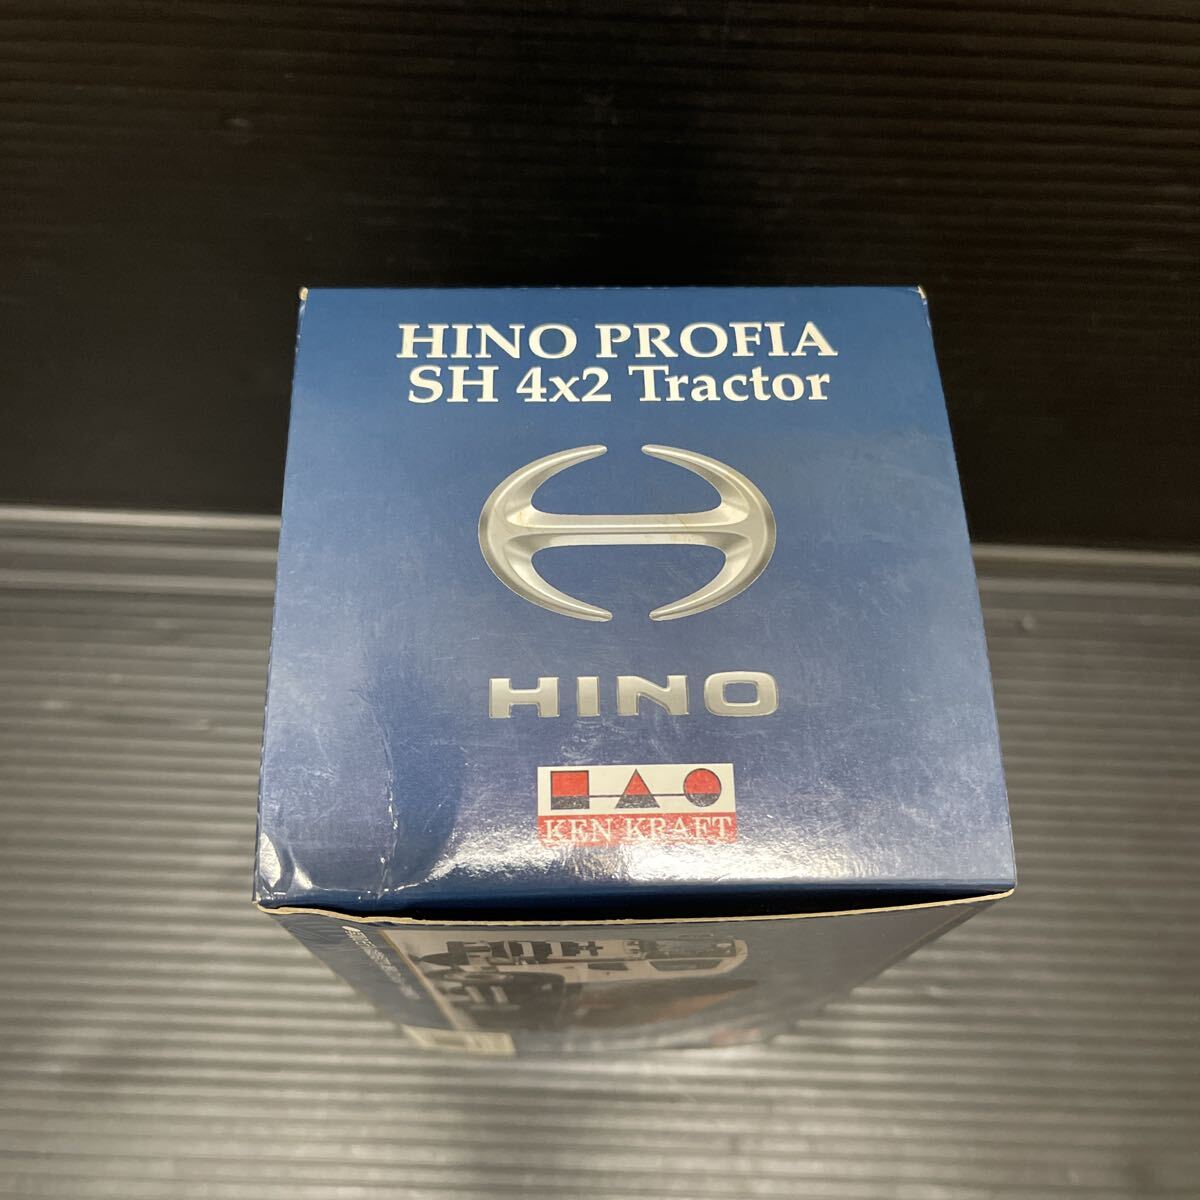 HINO PROFIA
SH 4x2 Tractor
HINO
KEN KRAFT